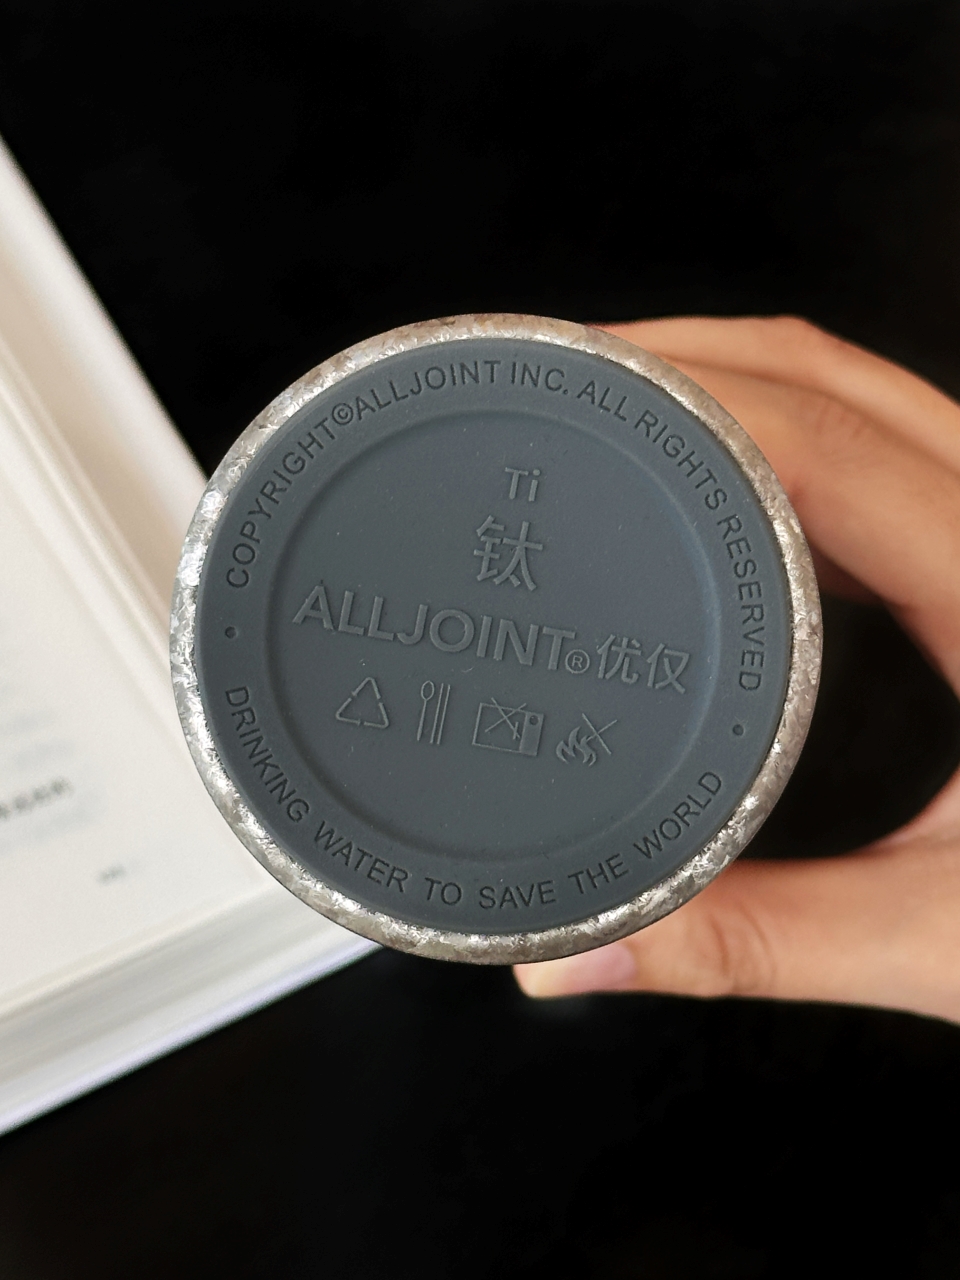 COPYRIGHT©ALLJOINT INC. ALL RIGHTS RESERVED
Ti
钛
ALLJOINT® 优仅
DRINKING WATER TO SAVE THE WORLD